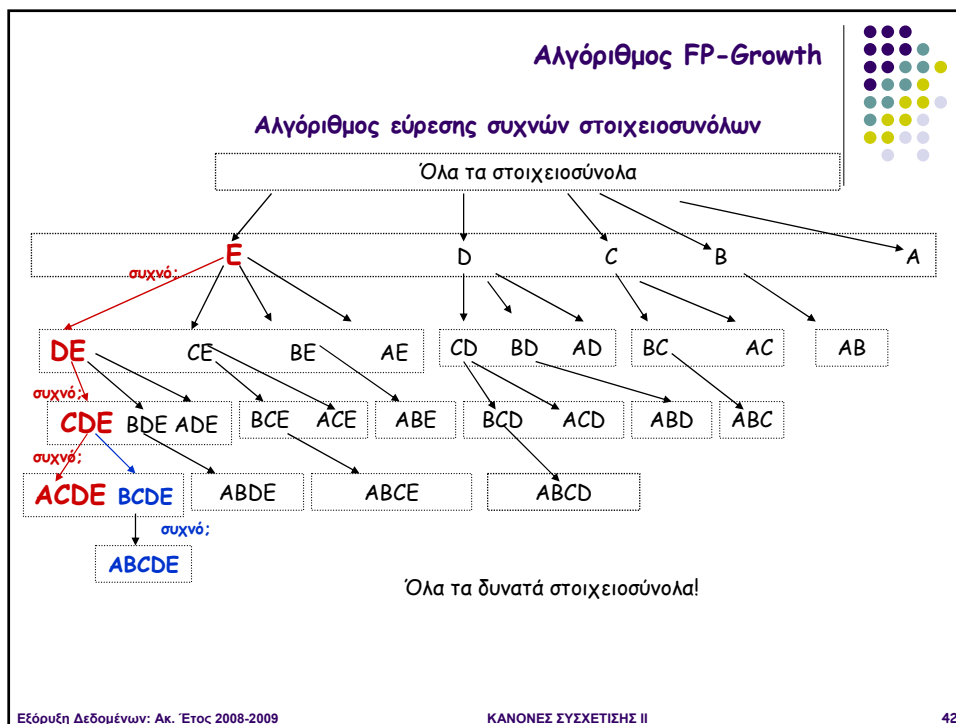 Αλγόριθμος FP-Growth
Αλγόριθμος εύρεσης συχνών στοιχειοσυνόλων
Όλα τα στοιχειοσύνολα
E D C B A
συχνό;
DE CE BE AE CD BD AD BC AC AB
συχνό;
CDE BDE ADE BCE ACE ABE BCD ACD ABD ABC
συχνό;
ACDE BCDE ABDE ABCE ABCD
συχνό;
ABCDE
Όλα τα δυνατά στοιχειοσύνολα!
Εξόρυξη Δεδομένων: Ακ. Έτος 2008-2009 ΚΑΝΟΝΕΣ ΣΥΣΧΕΤΙΣΗΣ II 42